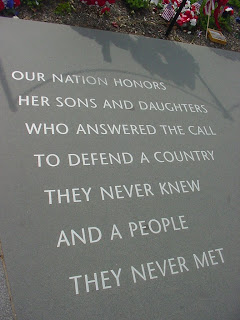 OUR NATION HONORS
HER SONS AND DAUGHTERS
WHO ANSWERED THE CALL
TO DEFEND A COUNTRY
THEY NEVER KNEW
AND A PEOPLE
THEY NEVER MET